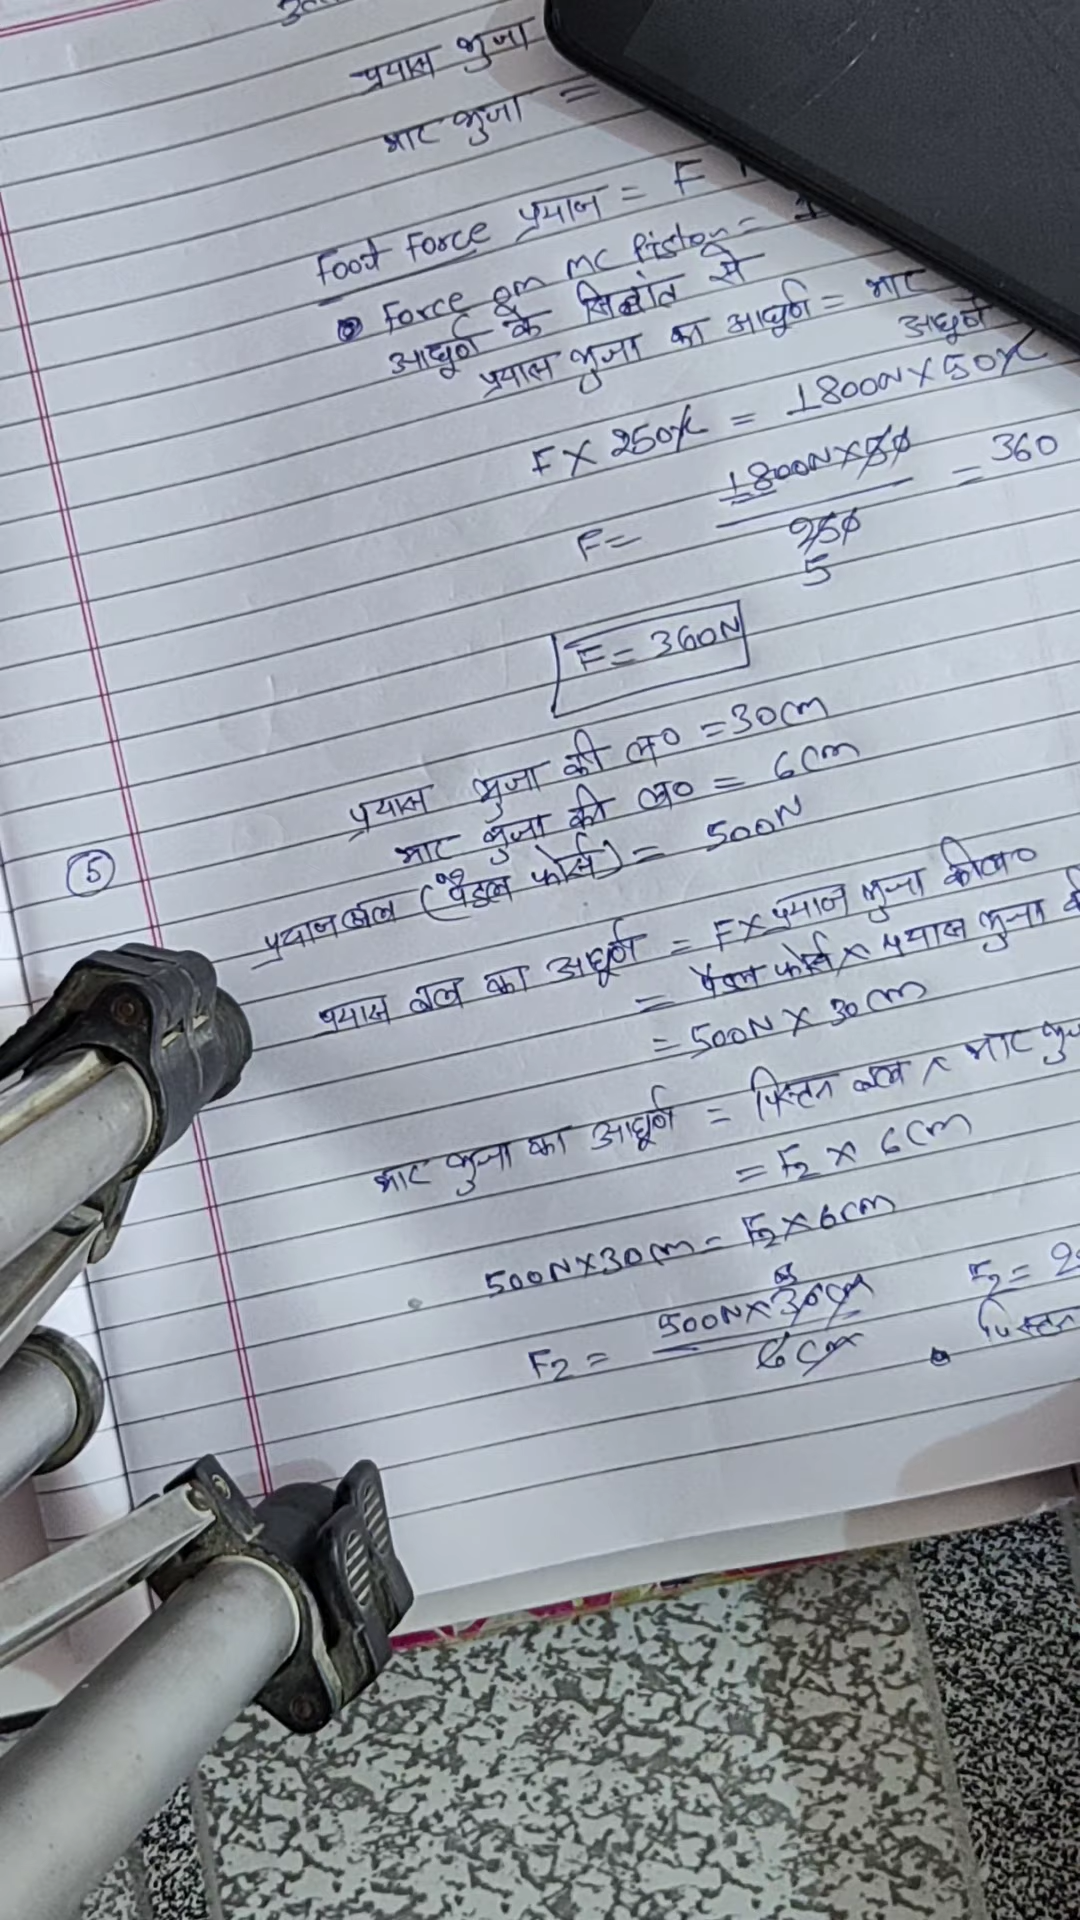 प्रयास भुजा
भार भुजा =
Foot Force प्रयास = F
Force on MC Piston =
आघूर्ण के सिद्धांत से
प्रयास भुजा का आघूर्ण = भार
आघूर्ण
F X 250 = 1800N X 50
F = 1800N X 50 / 250 = 360
5
F = 360N
⑤ प्रयास भुजा की ल० = 30cm
भार भुजा की ल० = 6cm
प्रयास बल (पैडल फोर्स) = 500N
प्रयास बल का आघूर्ण = F X प्रयास भुजा की ल०
= पैडल फोर्स X प्रयास भुजा की
= 500N X 30cm
भार भुजा का आघूर्ण = पिस्टन बल X भार भुजा
= F₂ X 6cm
500N X 30cm = F₂ X 6cm
F₂ = 500N X 30cm / 6cm
F₂ = 2
पिस्टन